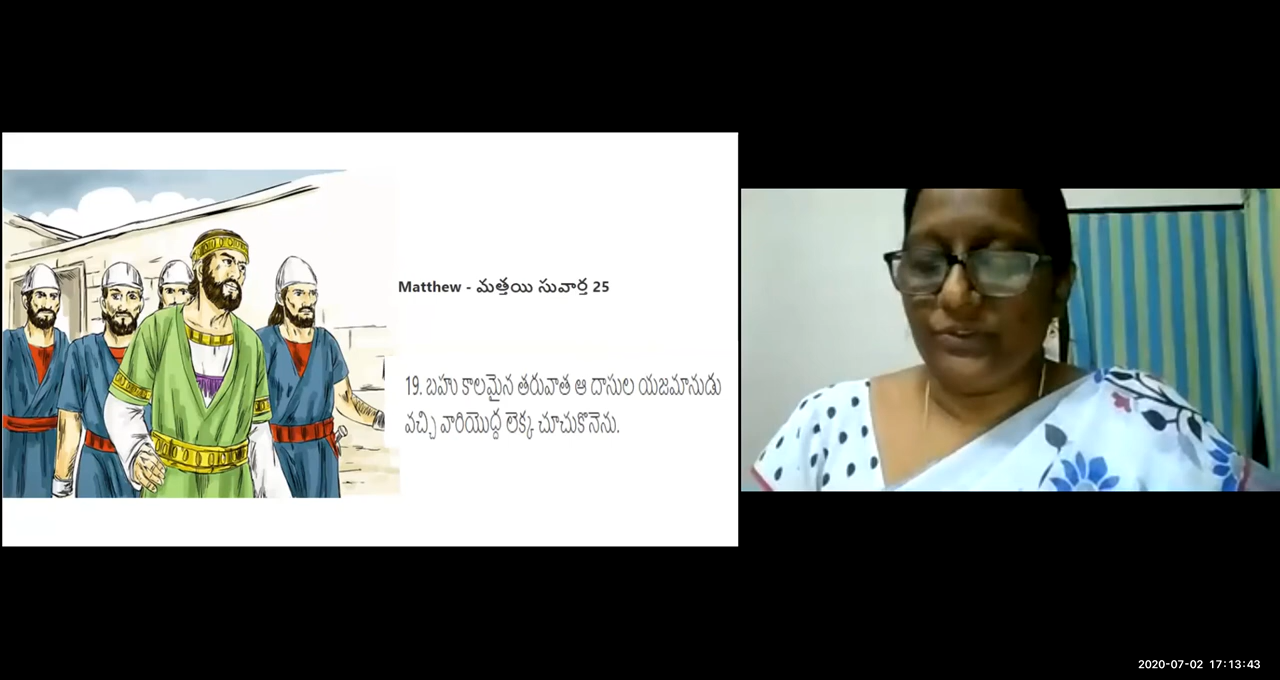 Matthew - మత్తయి సువార్త 25
19. బహు కాలమైన తరువాత ఆ దాసుల యజమానుడు
వచ్చి వారియొద్ద లెక్క చూచుకొనెను.
2020-07-02 17:13:43